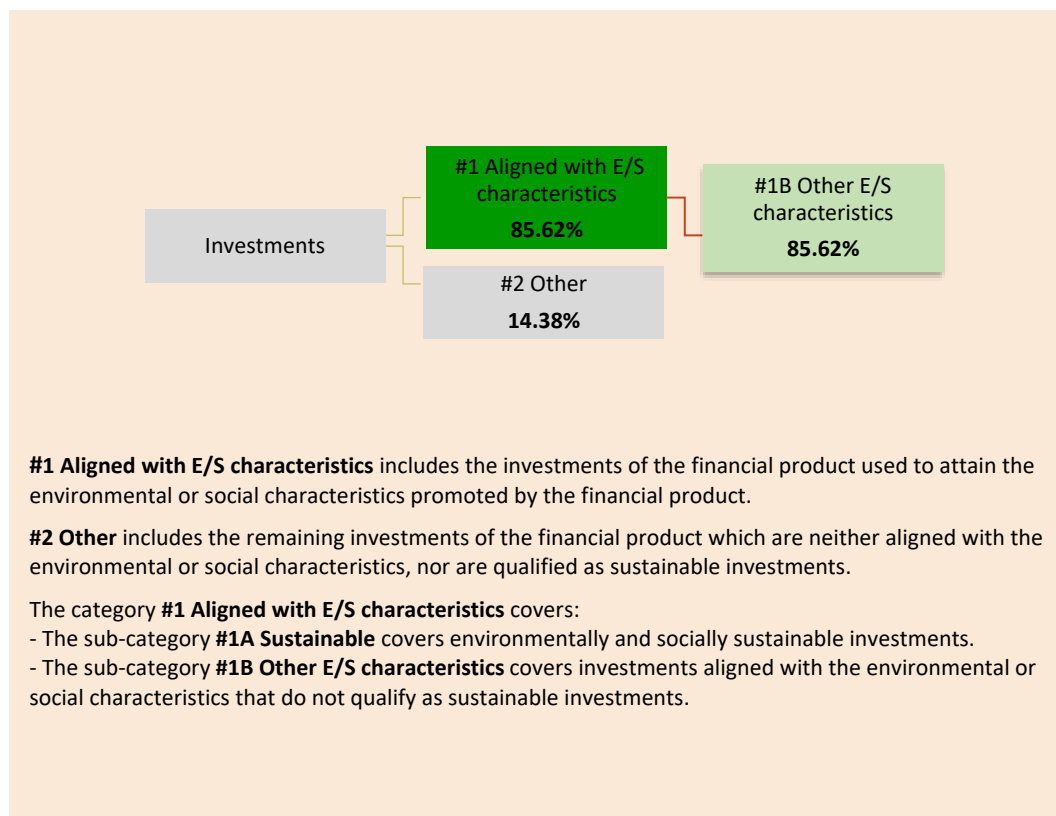 Investments
#1 Aligned with E/S
characteristics
85.62%
#2 Other
14.38%
#1B Other E/S
characteristics
85.62%
#1 Aligned with E/S characteristics includes the investments of the financial product used to attain the
environmental or social characteristics promoted by the financial product.
#2 Other includes the remaining investments of the financial product which are neither aligned with the
environmental or social characteristics, nor are qualified as sustainable investments.
The category #1 Aligned with E/S characteristics covers:
- The sub-category #1A Sustainable covers environmentally and socially sustainable investments.
- The sub-category #1B Other E/S characteristics covers investments aligned with the environmental or
social characteristics that do not qualify as sustainable investments.